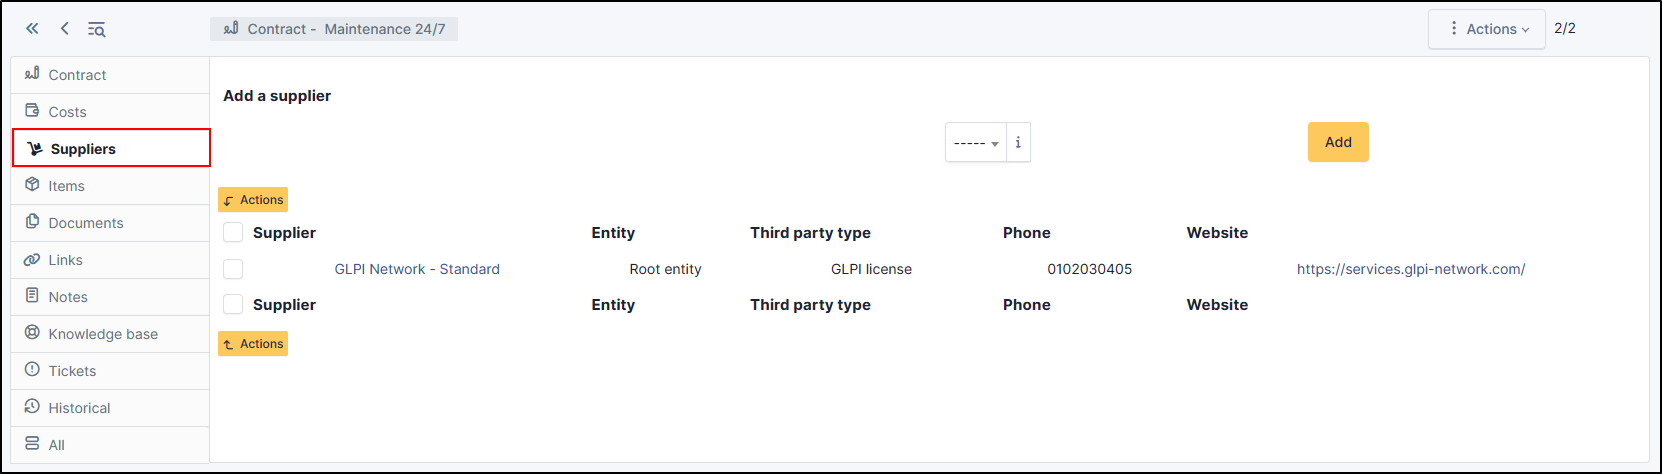 Contract - Maintenance 24/7
Actions
2/2
Contract
Costs
Suppliers
Items
Documents
Links
Notes
Knowledge base
Tickets
Historical
All
Add a supplier
-----
i
Add
Actions
Supplier Entity Third party type Phone Website
GLPI Network - Standard Root entity GLPI license 0102030405 https://services.glpi-network.com/
Supplier Entity Third party type Phone Website
Actions